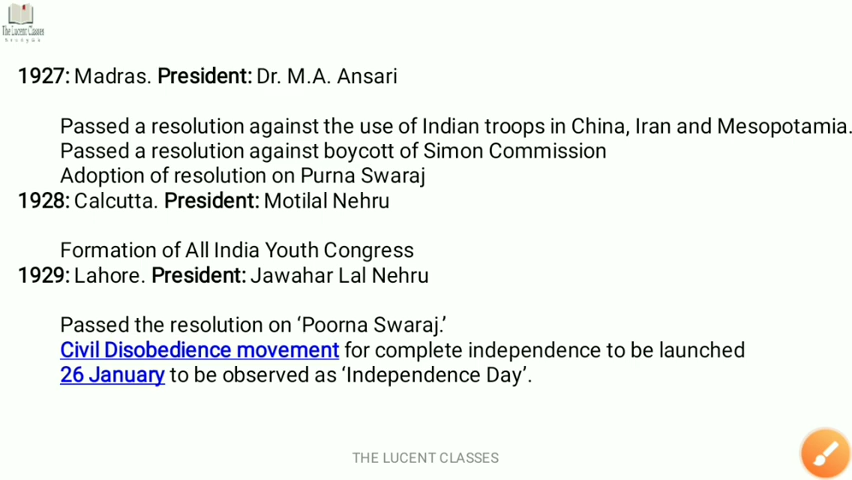 The Lucent Classes
1927: Madras. President: Dr. M.A. Ansari
Passed a resolution against the use of Indian troops in China, Iran and Mesopotamia.
Passed a resolution against boycott of Simon Commission
Adoption of resolution on Purna Swaraj
1928: Calcutta. President: Motilal Nehru
Formation of All India Youth Congress
1929: Lahore. President: Jawahar Lal Nehru
Passed the resolution on ‘Poorna Swaraj.’
Civil Disobedience movement for complete independence to be launched
26 January to be observed as ‘Independence Day’.
THE LUCENT CLASSES